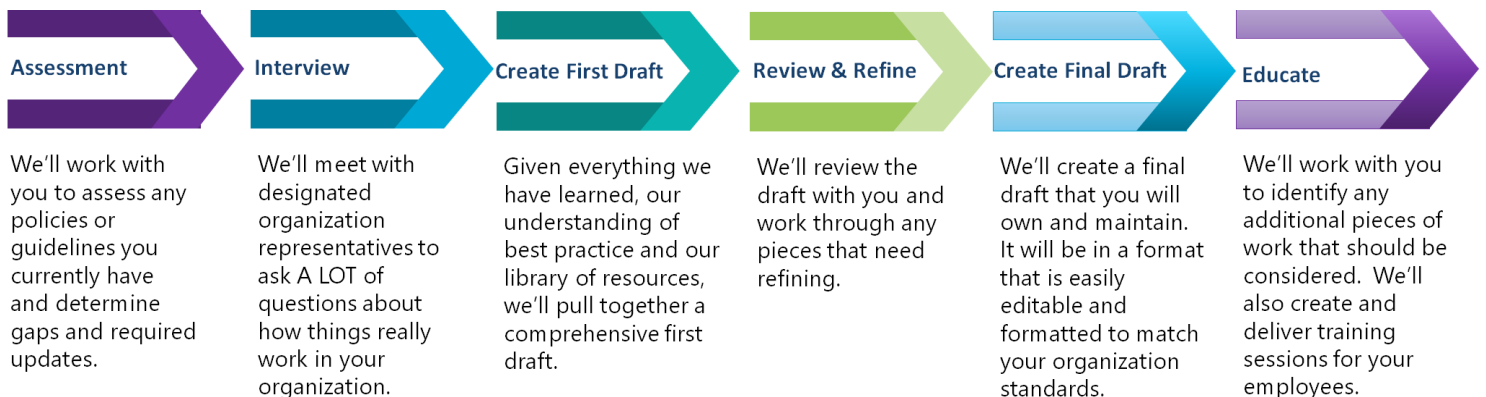 Assessment
We’ll work with
you to assess any
policies or
guidelines you
currently have
and determine
gaps and required
updates.
Interview
We’ll meet with
designated
organization
representatives to
ask A LOT of
questions about
how things really
work in your
organization.
Create First Draft
Given everything we
have learned, our
understanding of
best practice and our
library of resources,
we’ll pull together a
comprehensive first
draft.
Review & Refine
We’ll review the
draft with you and
work through any
pieces that need
refining.
Create Final Draft
We’ll create a final
draft that you will
own and maintain.
It will be in a format
that is easily
editable and
formatted to match
your organization
standards.
Educate
We’ll work with you
to identify any
additional pieces of
work that should be
considered.  We’ll
also create and
deliver training
sessions for your
employees.